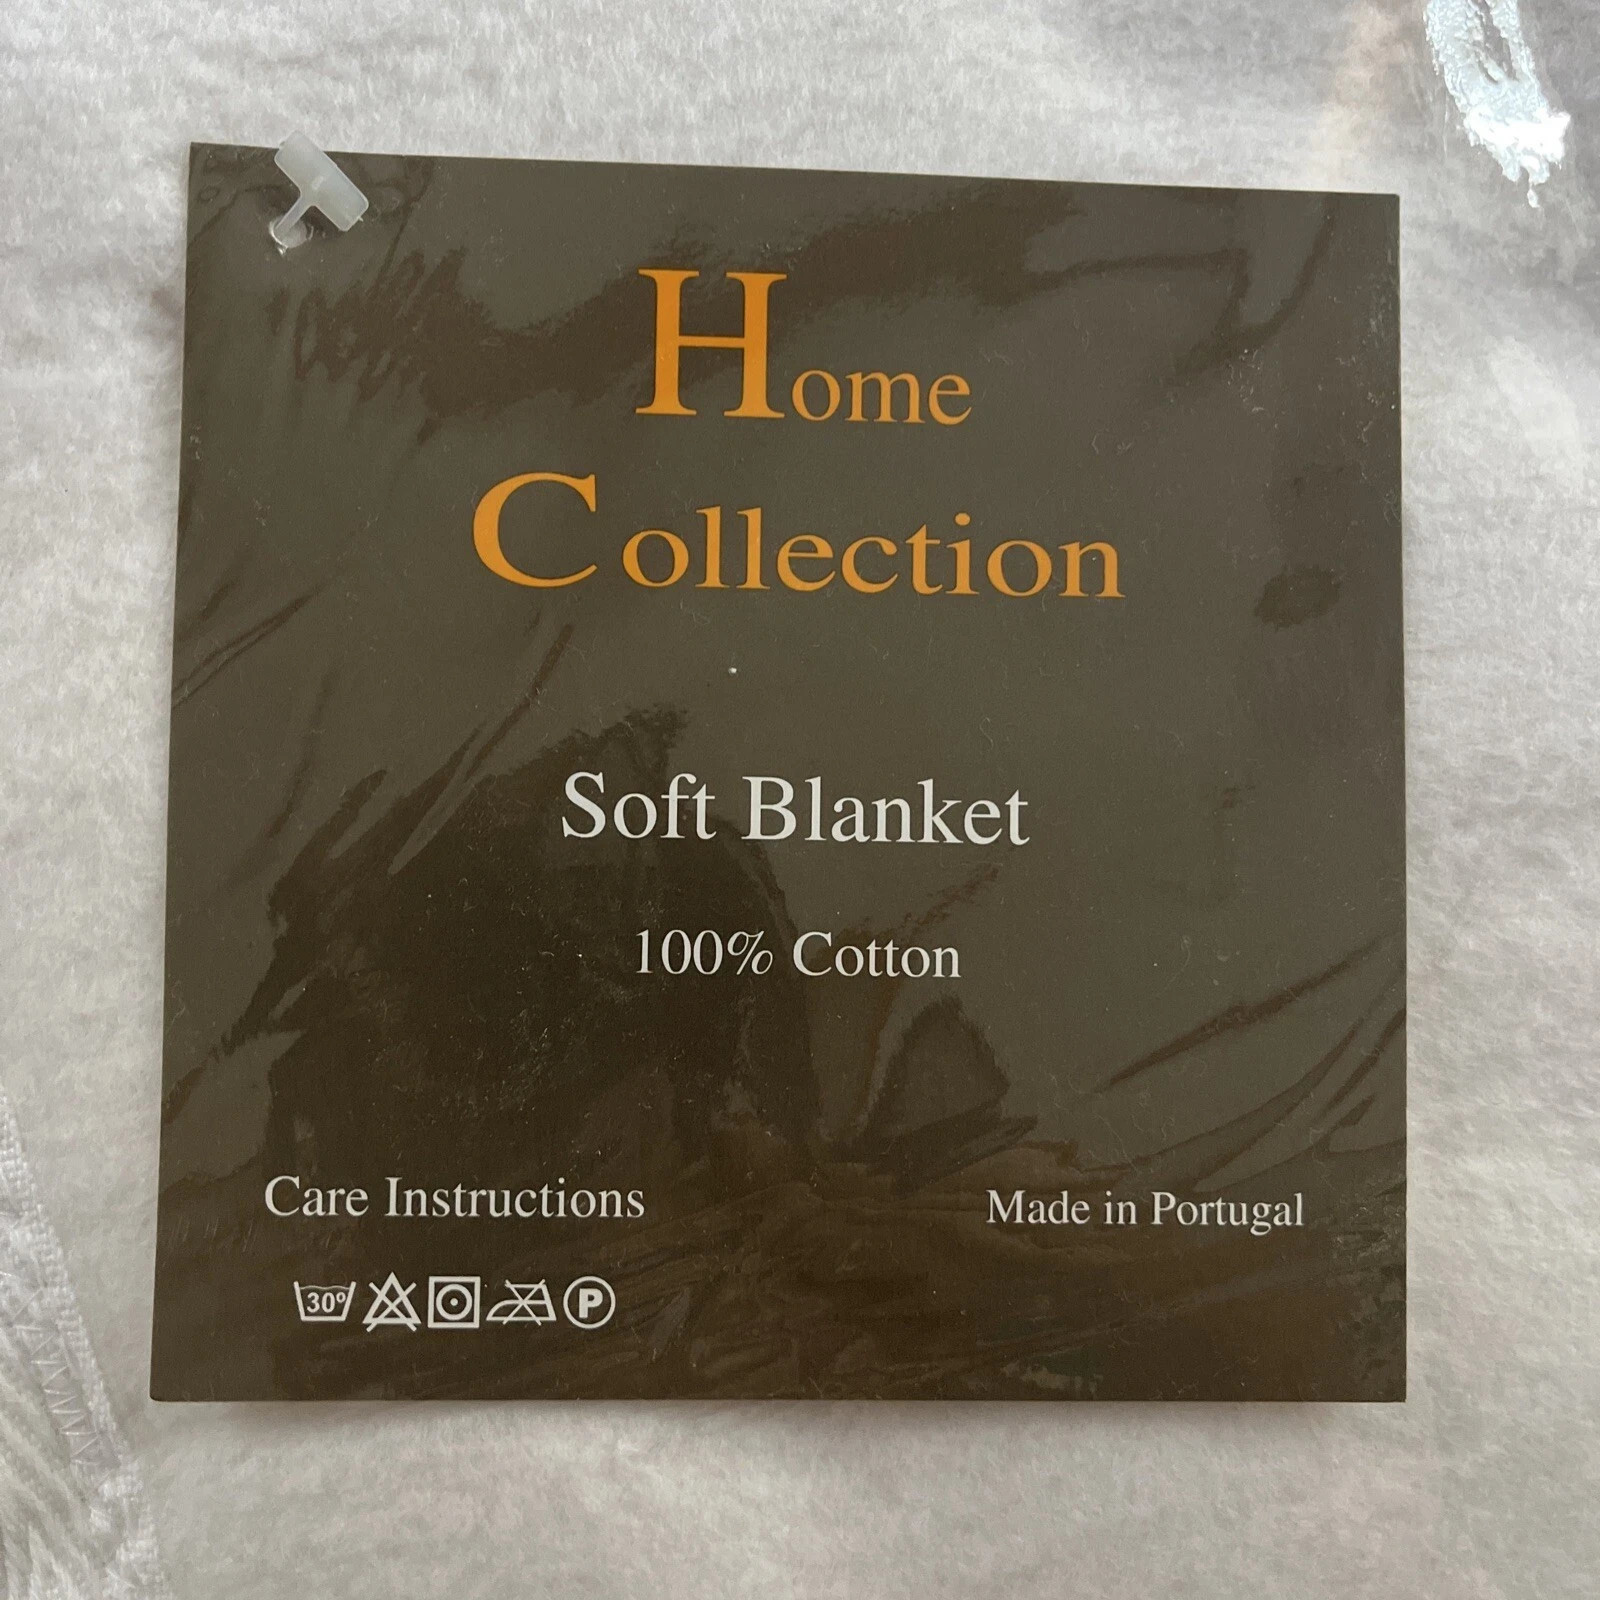 Home
Collection
Soft Blanket
100% Cotton
Care Instructions
Made in Portugal
30°
P